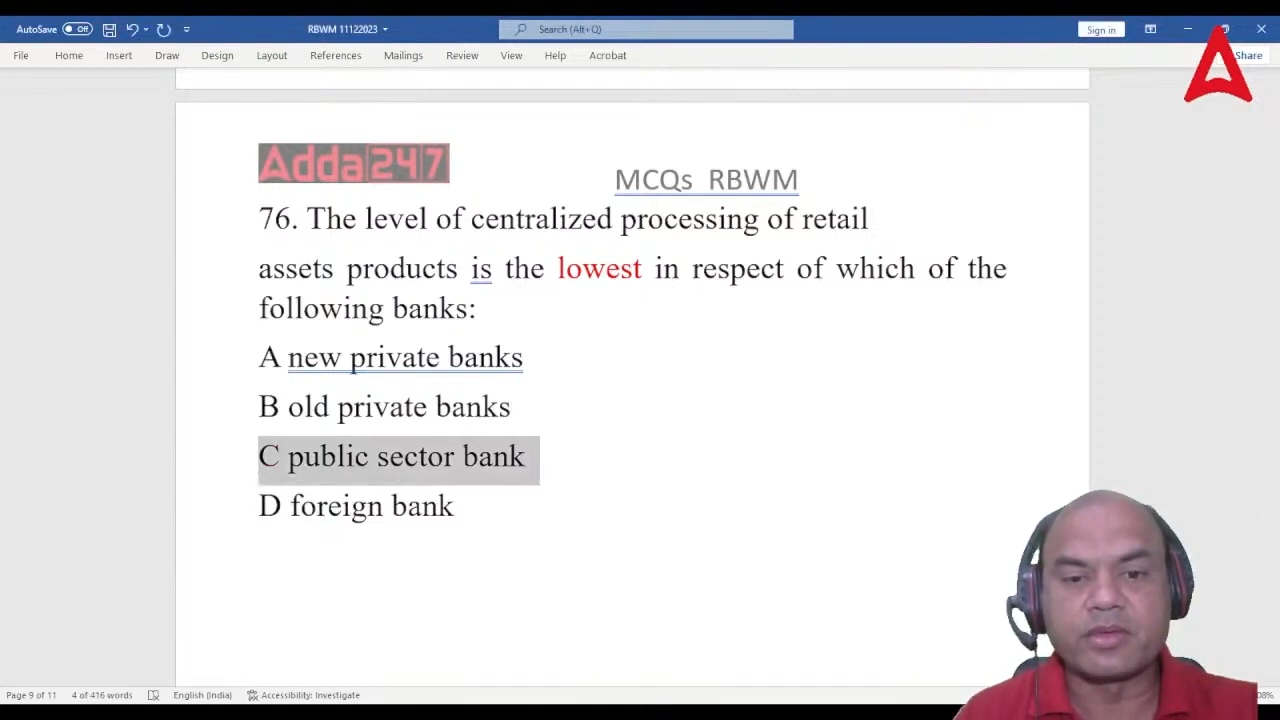 AutoSave Off
RBWM 11122023
Search (Alt+Q)
Sign in
File Home Insert Draw Design Layout References Mailings Review View Help Acrobat
Share
Adda247
MCQs RBWM
76. The level of centralized processing of retail
assets products is the lowest in respect of which of the
following banks:
A new private banks
B old private banks
C public sector bank
D foreign bank
Page 9 of 11 4 of 416 words English (India) Accessibility: Investigate